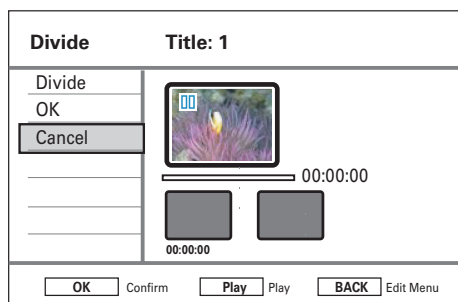 Divide Title: 1
Divide
OK
Cancel
00:00:00
00:00:00
OK Confirm Play Play BACK Edit Menu